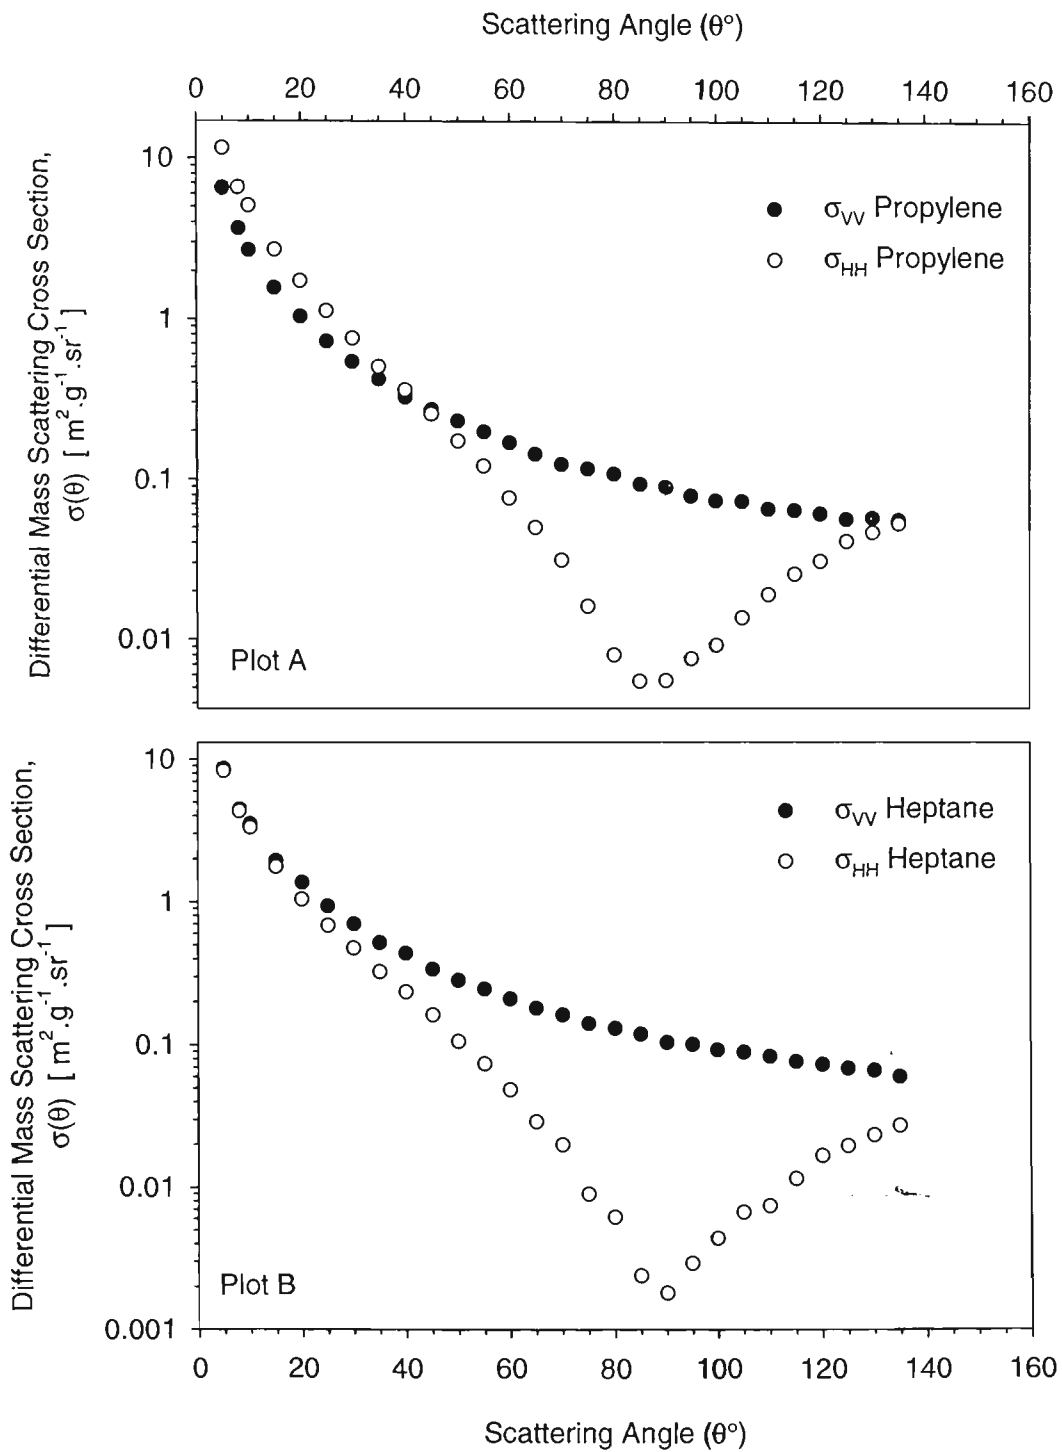 Scattering Angle (θ°)
0 20 40 60 80 100 120 140 160
Differential Mass Scattering Cross Section,
σ(θ) [ m².g⁻¹.sr⁻¹ ]
10
1
0.1
0.01
σVV Propylene
σHH Propylene
Plot A
Differential Mass Scattering Cross Section,
σ(θ) [ m².g⁻¹.sr⁻¹ ]
10
1
0.1
0.01
0.001
σVV Heptane
σHH Heptane
Plot B
0 20 40 60 80 100 120 140 160
Scattering Angle (θ°)